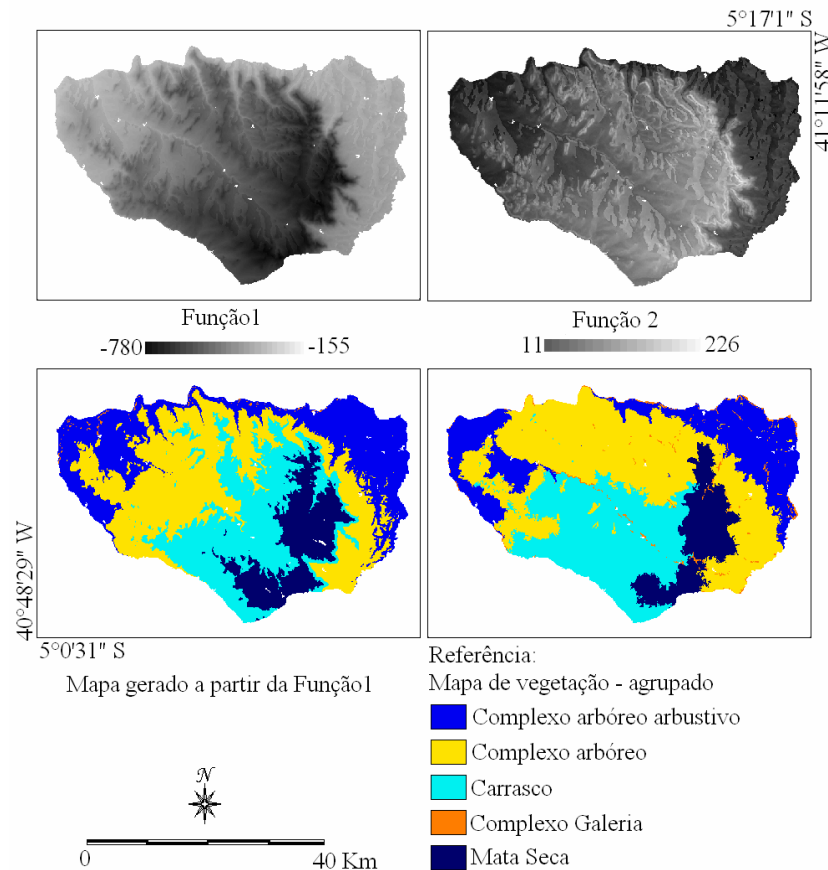 5°17'1" S
41°11'58" W
Função1
-780 -155
Função 2
11 226
40°48'29" W
5°0'31" S
Mapa gerado a partir da Função1
Referência:
Mapa de vegetação - agrupado
Complexo arbóreo arbustivo
Complexo arbóreo
Carrasco
Complexo Galeria
Mata Seca
N
0 40 Km